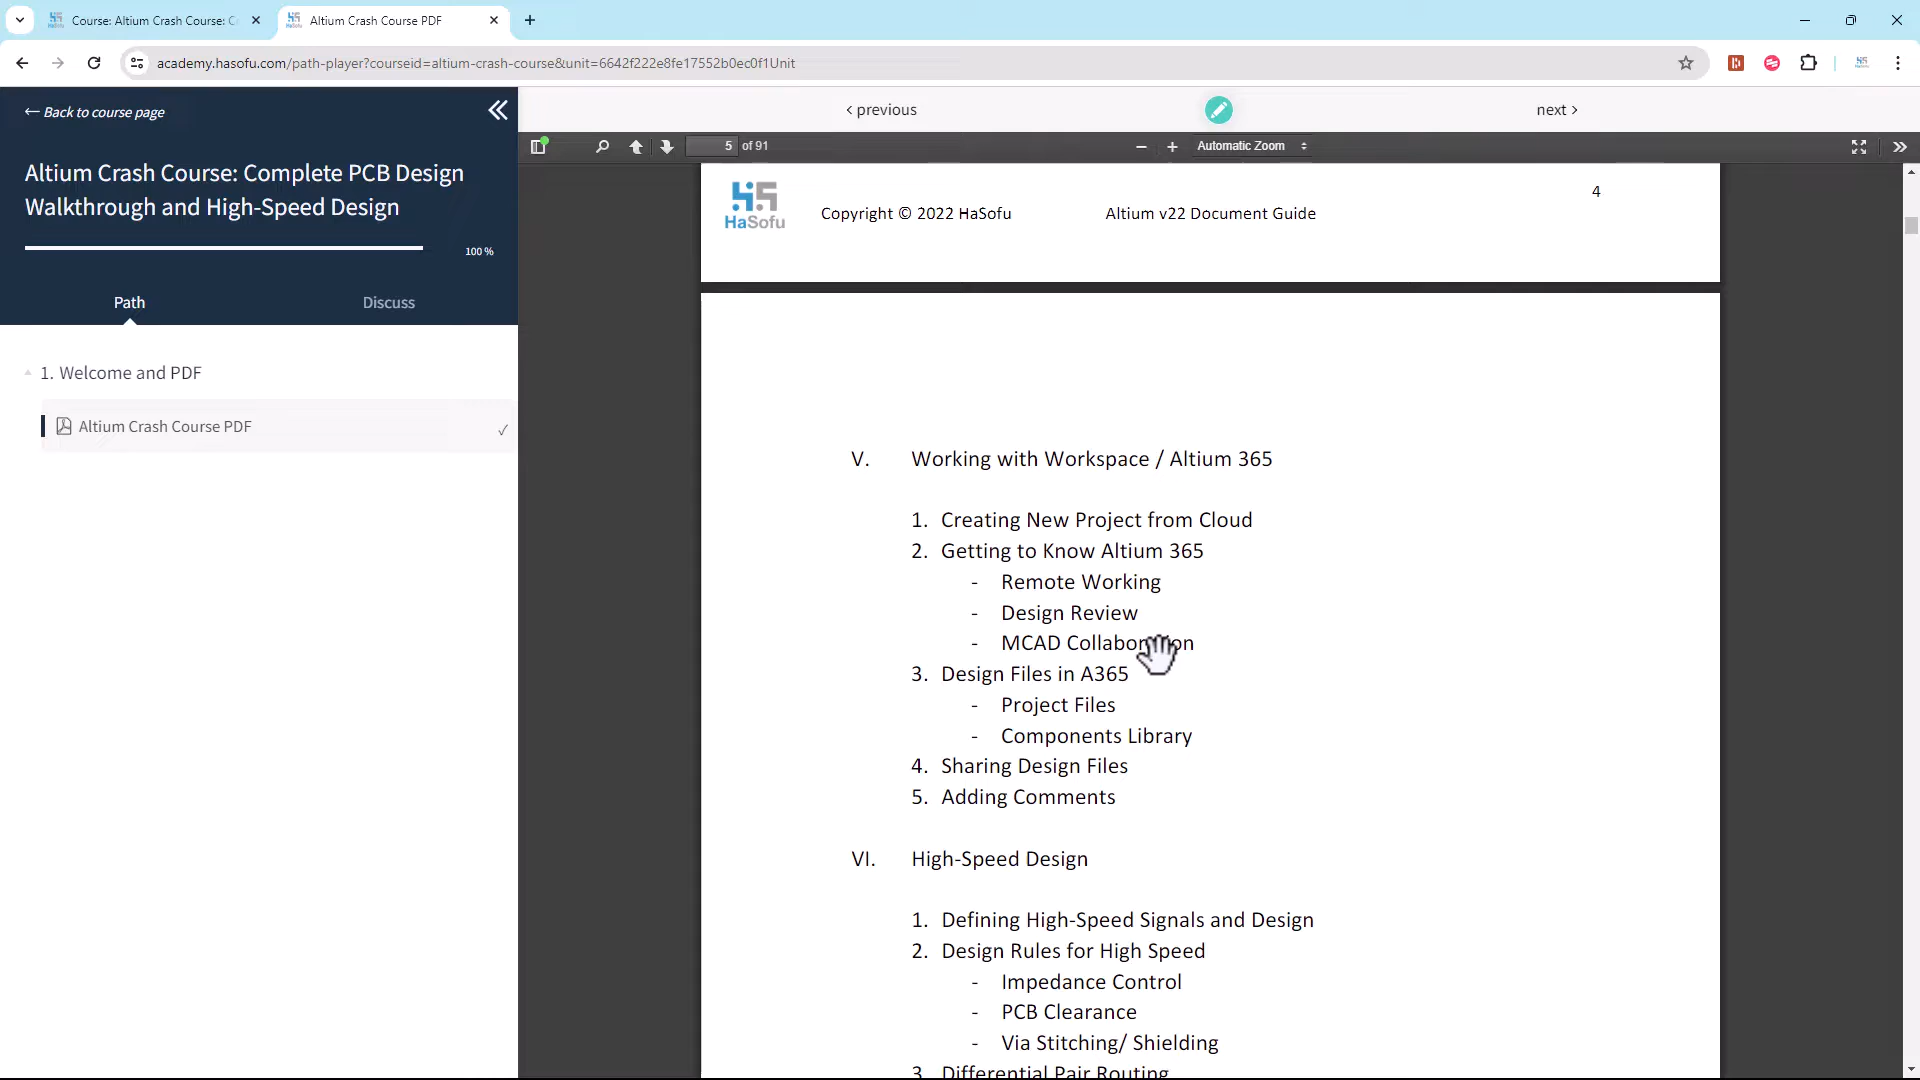 Course: Altium Crash Course: C
Altium Crash Course PDF
academy.hasofu.com/path-player?courseid=altium-crash-course&unit=6642f222e8fe17552b0ec0f1Unit
← Back to course page
Altium Crash Course: Complete PCB Design
Walkthrough and High-Speed Design
100 %
Path
Discuss
1. Welcome and PDF
Altium Crash Course PDF
‹ previous
next ›
5 of 91
Automatic Zoom
HaSofu
Copyright © 2022 HaSofu
Altium v22 Document Guide
4
V. Working with Workspace / Altium 365
1. Creating New Project from Cloud
2. Getting to Know Altium 365
- Remote Working
- Design Review
- MCAD Collaboration
3. Design Files in A365
- Project Files
- Components Library
4. Sharing Design Files
5. Adding Comments
VI. High-Speed Design
1. Defining High-Speed Signals and Design
2. Design Rules for High Speed
- Impedance Control
- PCB Clearance
- Via Stitching/ Shielding
3. Differential Pair Routing